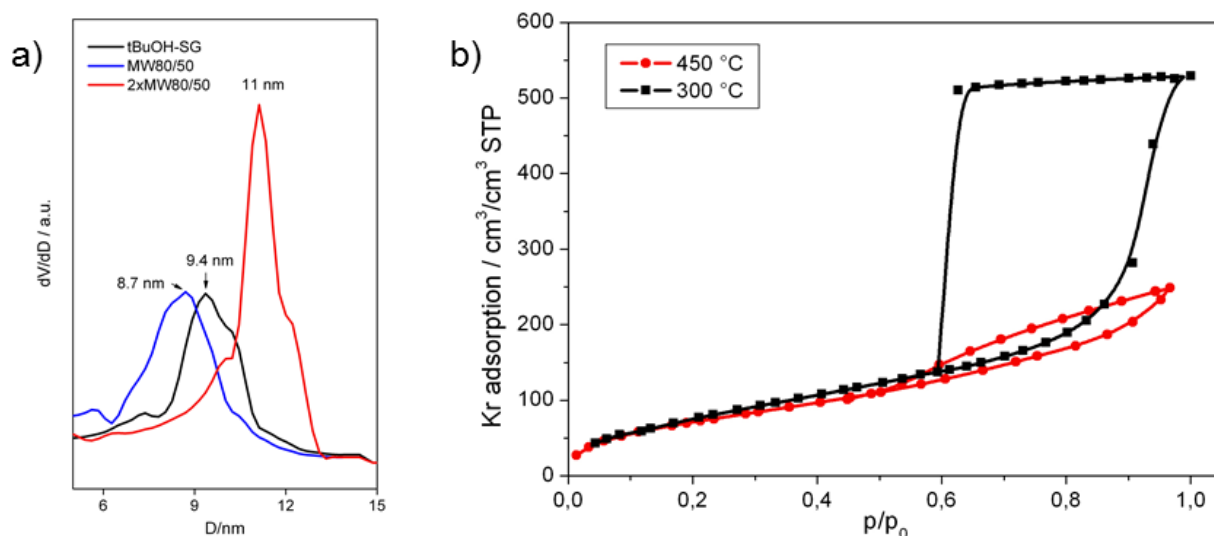 a)
tBuOH-SG
MW80/50
2xMW80/50
11 nm
8.7 nm
9.4 nm
dV/dD / a.u.
6
9
12
15
D/nm
b)
450 °C
300 °C
Kr adsorption / cm³/cm³ STP
600
500
400
300
200
100
0
0,0
0,2
0,4
0,6
0,8
1,0
p/p₀